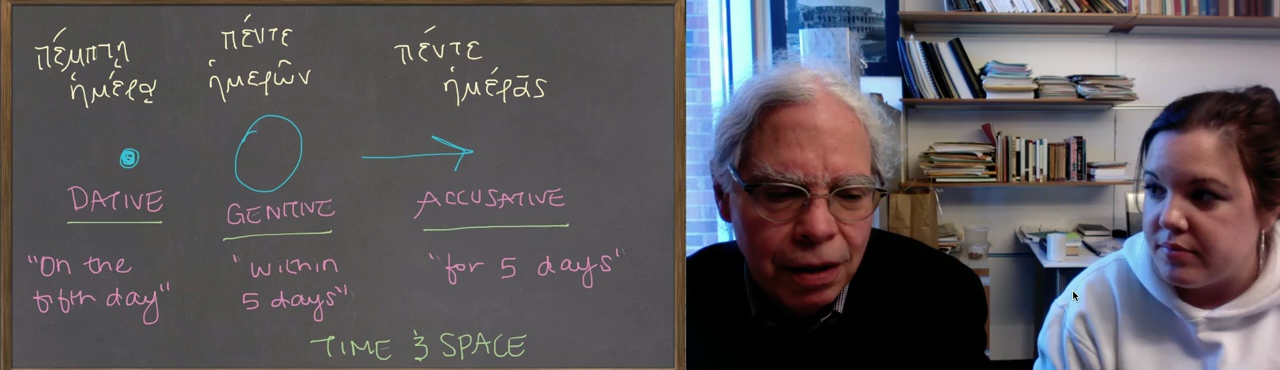 πέμπτῃ
ἡμέρᾳ
πέντε
ἡμερῶν
πέντε
ἡμέρᾱς
DATIVE
GENITIVE
ACCUSATIVE
"On the
fifth day"
"within
5 days"
"for 5 days"
TIME & SPACE